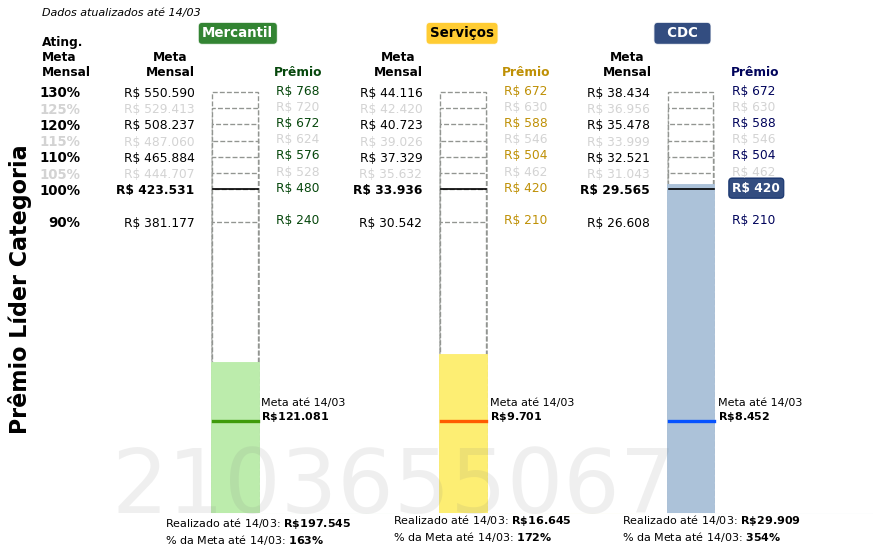 Dados atualizados até 14/03
Mercantil Serviços CDC
Ating. Meta Mensal Meta Mensal Prêmio Meta Mensal Prêmio Meta Mensal Prêmio
130% R$ 550.590 R$ 768 R$ 44.116 R$ 672 R$ 38.434 R$ 672
125% R$ 529.413 R$ 720 R$ 42.420 R$ 630 R$ 36.956 R$ 630
120% R$ 508.237 R$ 672 R$ 40.723 R$ 588 R$ 35.478 R$ 588
115% R$ 487.060 R$ 624 R$ 39.026 R$ 546 R$ 33.999 R$ 546
110% R$ 465.884 R$ 576 R$ 37.329 R$ 504 R$ 32.521 R$ 504
105% R$ 444.707 R$ 528 R$ 35.632 R$ 462 R$ 31.043 R$ 462
100% R$ 423.531 R$ 480 R$ 33.936 R$ 420 R$ 29.565 R$ 420
90% R$ 381.177 R$ 240 R$ 30.542 R$ 210 R$ 26.608 R$ 210
Prêmio Líder Categoria
Meta até 14/03 Meta até 14/03 Meta até 14/03
R$121.081 R$9.701 R$8.452
2103655067
Realizado até 14/03: R$197.545 Realizado até 14/03: R$16.645 Realizado até 14/03: R$29.909
% da Meta até 14/03: 163% % da Meta até 14/03: 172% % da Meta até 14/03: 354%